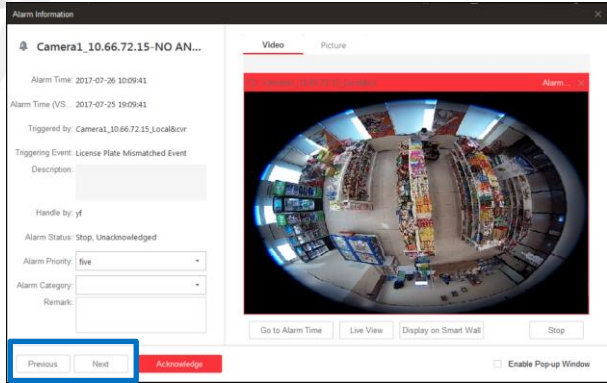 Alarm Information
Camera1_10.66.72.15-NO AN...
Alarm Time: 2017-07-26 10:09:41
Alarm Time (VS... 2017-07-25 19:09:41
Triggered by: Camera1_10.66.72.15_Local&cvr
Triggering Event: License Plate Mismatched Event
Description:
Handle by: yf
Alarm Status: Stop, Unacknowledged
Alarm Priority: five
Alarm Category:
Remark:
Previous Next Acknowledge
Video Picture
Alarm...
Go to Alarm Time Live View Display on Smart Wall Stop
Enable Pop-up Window